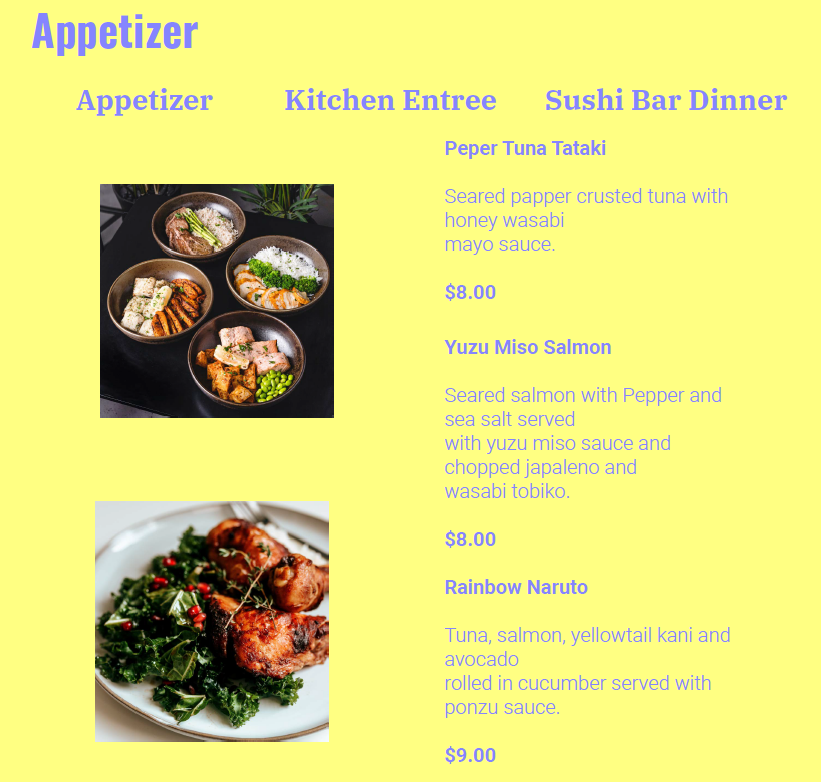 Appetizer
Appetizer Kitchen Entree Sushi Bar Dinner
Peper Tuna Tataki
Seared papper crusted tuna with
honey wasabi
mayo sauce.
$8.00
Yuzu Miso Salmon
Seared salmon with Pepper and
sea salt served
with yuzu miso sauce and
chopped japaleno and
wasabi tobiko.
$8.00
Rainbow Naruto
Tuna, salmon, yellowtail kani and
avocado
rolled in cucumber served with
ponzu sauce.
$9.00